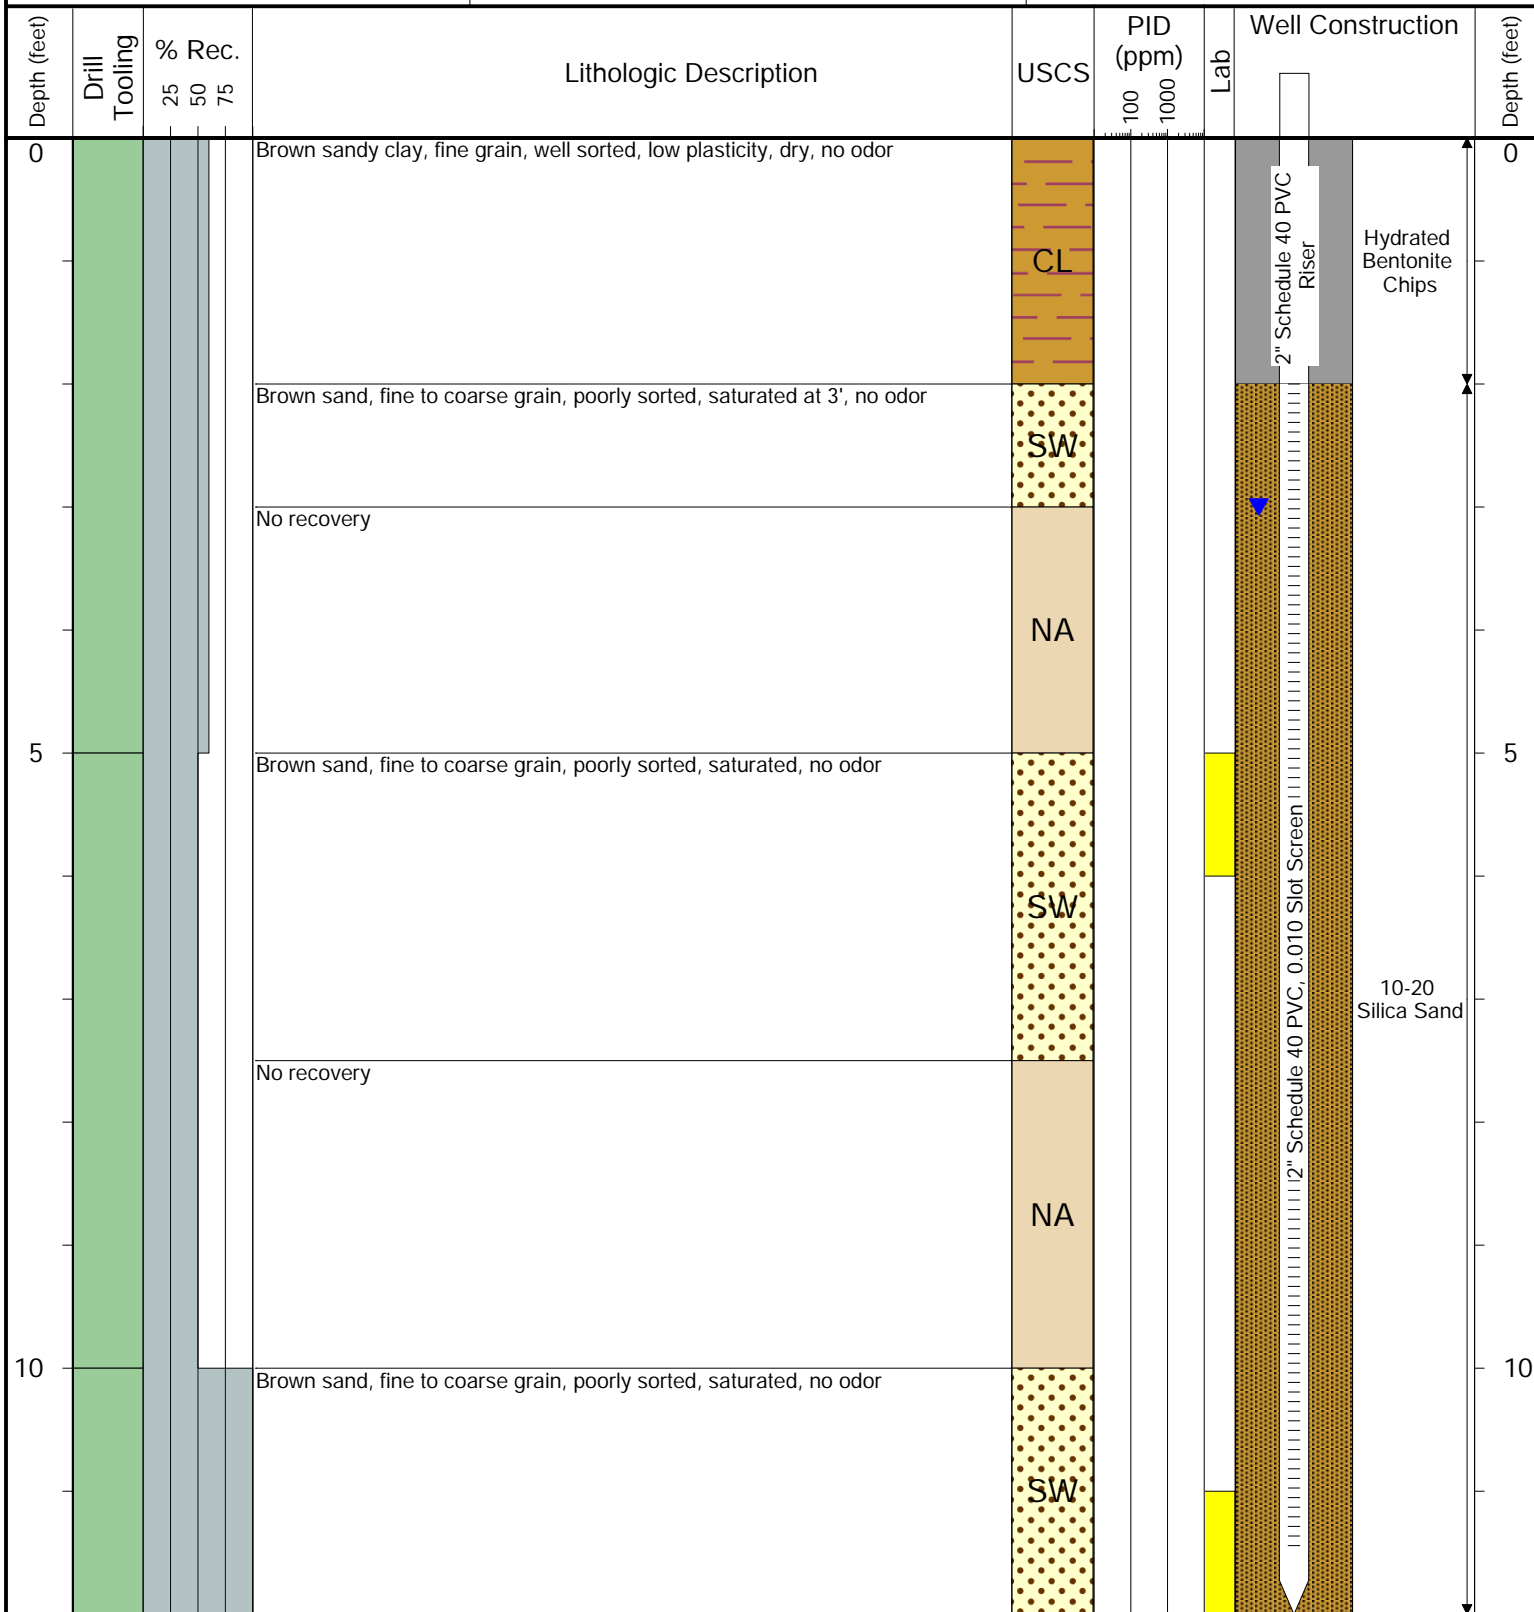 Depth (feet)
Drill
Tooling
% Rec.
25
50
75
Lithologic Description
USCS
PID
(ppm)
100
1000
Lab
Well Construction
Depth (feet)
0
Brown sandy clay, fine grain, well sorted, low plasticity, dry, no odor
CL
2" Schedule 40 PVC
Riser
Hydrated
Bentonite
Chips
0
Brown sand, fine to coarse grain, poorly sorted, saturated at 3', no odor
SW
No recovery
NA
5
Brown sand, fine to coarse grain, poorly sorted, saturated, no odor
SW
2" Schedule 40 PVC, 0.010 Slot Screen
10-20
Silica Sand
5
No recovery
NA
10
Brown sand, fine to coarse grain, poorly sorted, saturated, no odor
SW
10